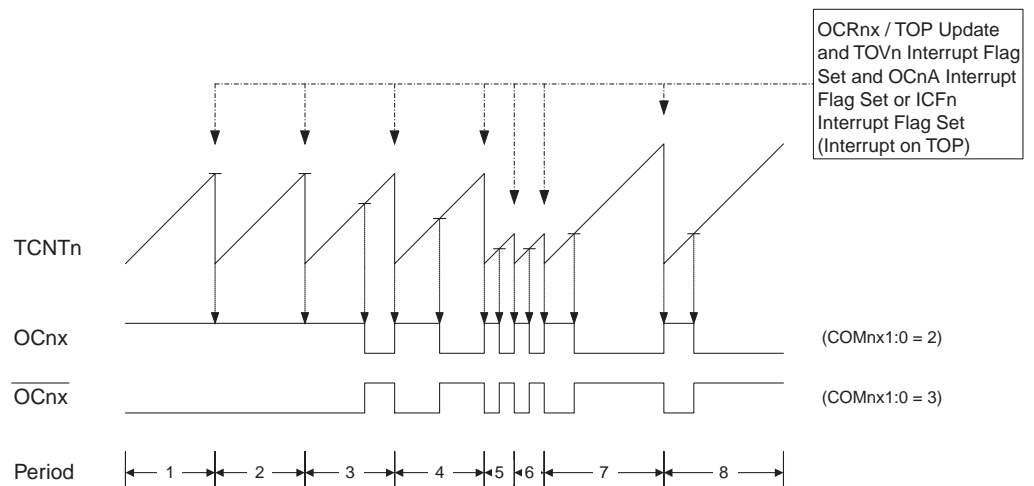 OCRnx / TOP Update
and TOVn Interrupt Flag
Set and OCnA Interrupt
Flag Set or ICFn
Interrupt Flag Set
(Interrupt on TOP)
TCNTn
OCnx
(COMnx1:0 = 2)
OCnx
(COMnx1:0 = 3)
Period 1 2 3 4 5 6 7 8